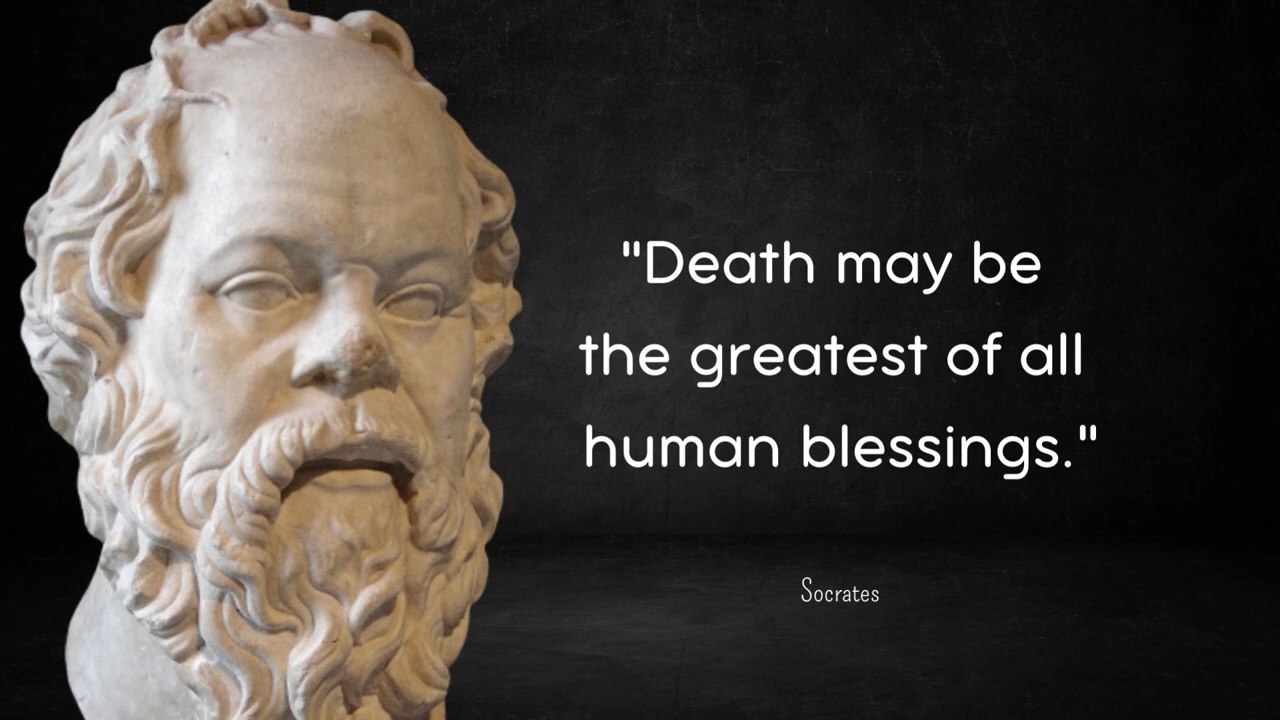 "Death may be
the greatest of all
human blessings."
Socrates